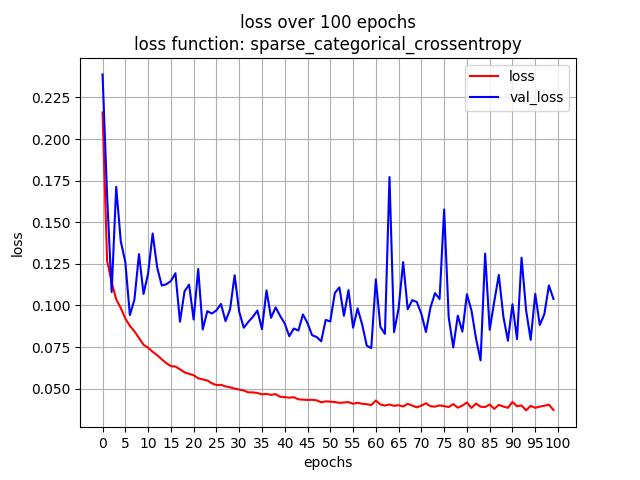 loss over 100 epochs
loss function: sparse_categorical_crossentropy
loss
val_loss
loss
0.225
0.200
0.175
0.150
0.125
0.100
0.075
0.050
0 5 10 15 20 25 30 35 40 45 50 55 60 65 70 75 80 85 90 95 100
epochs